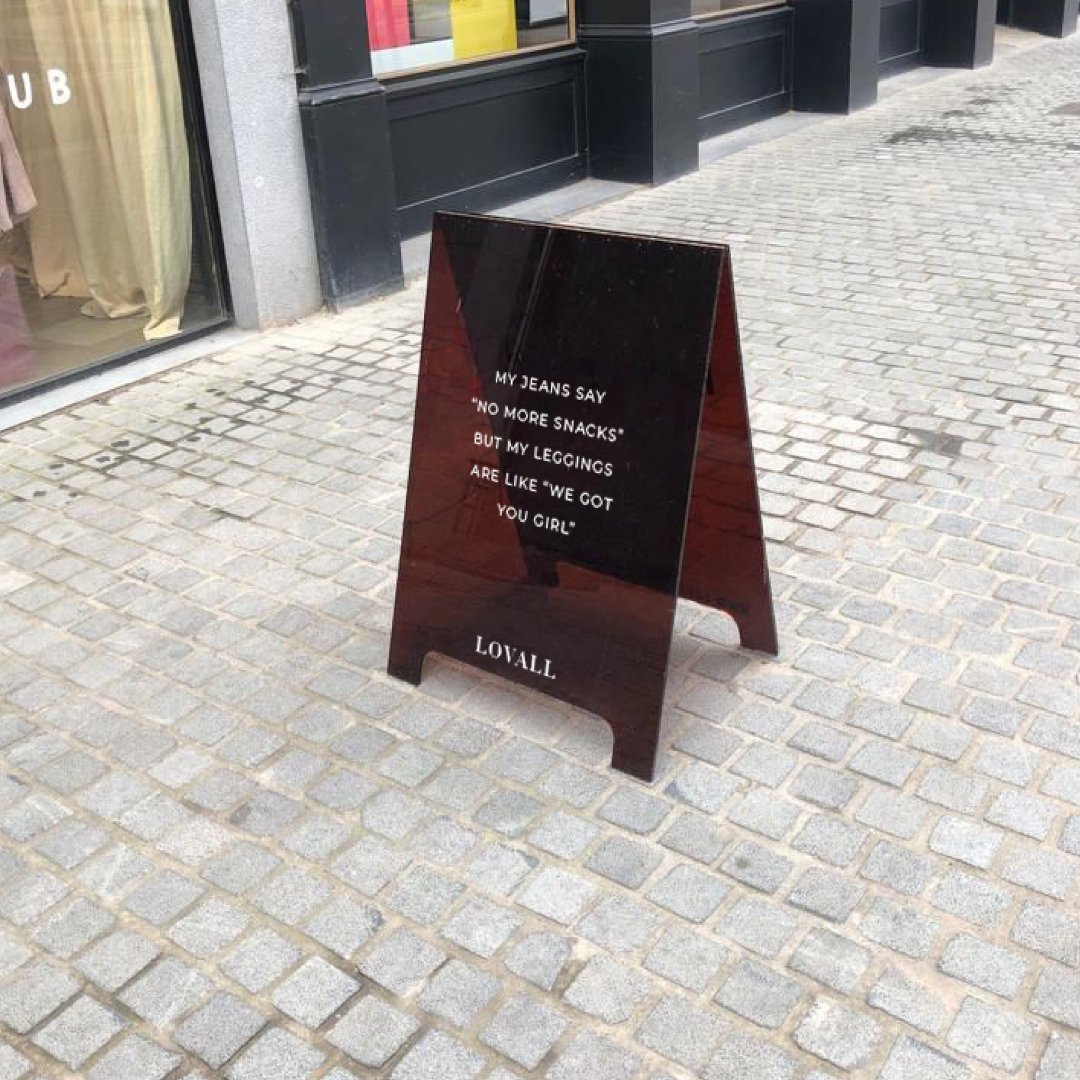 UB
MY JEANS SAY
"NO MORE SNACKS"
BUT MY LEGGINGS
ARE LIKE "WE GOT
YOU GIRL"
LOVALL